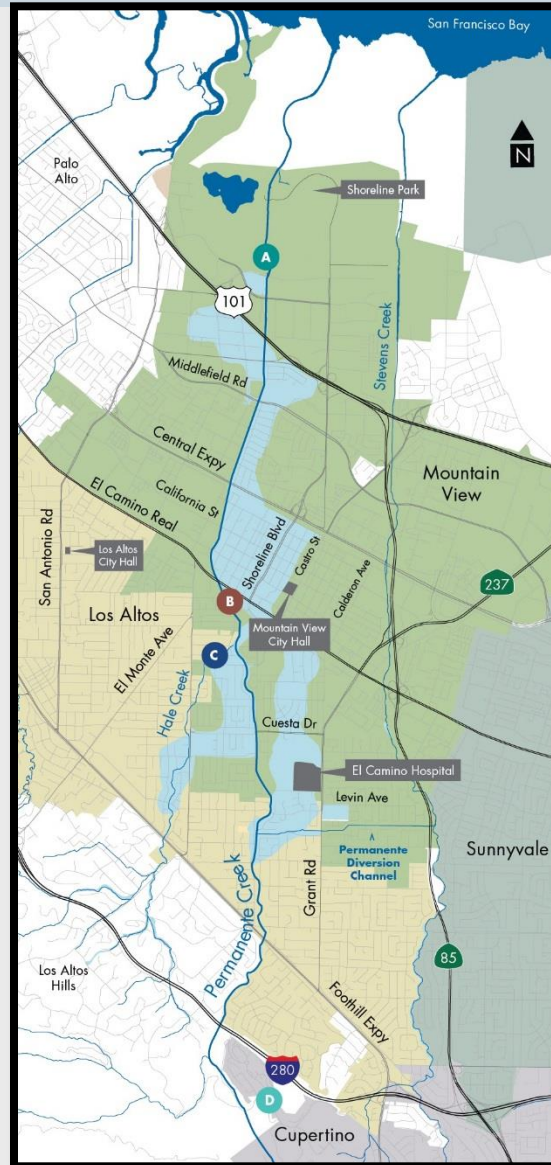 San Francisco Bay
N
Palo
Alto
Shoreline Park
A
101
Stevens Creek
Middlefield Rd
Central Expy
Mountain
View
California St
El Camino Real
San Antonio Rd
Shoreline Blvd
Castro St
Calderon Ave
Los Altos
City Hall
237
B
Los Altos
Mountain View
City Hall
El Monte Ave
C
Hale Creek
Cuesta Dr
El Camino Hospital
Levin Ave
^
Permanente
Diversion
Channel
Sunnyvale
Grant Rd
Permanente Creek
85
Los Altos
Hills
Foothill Expy
280
D
Cupertino